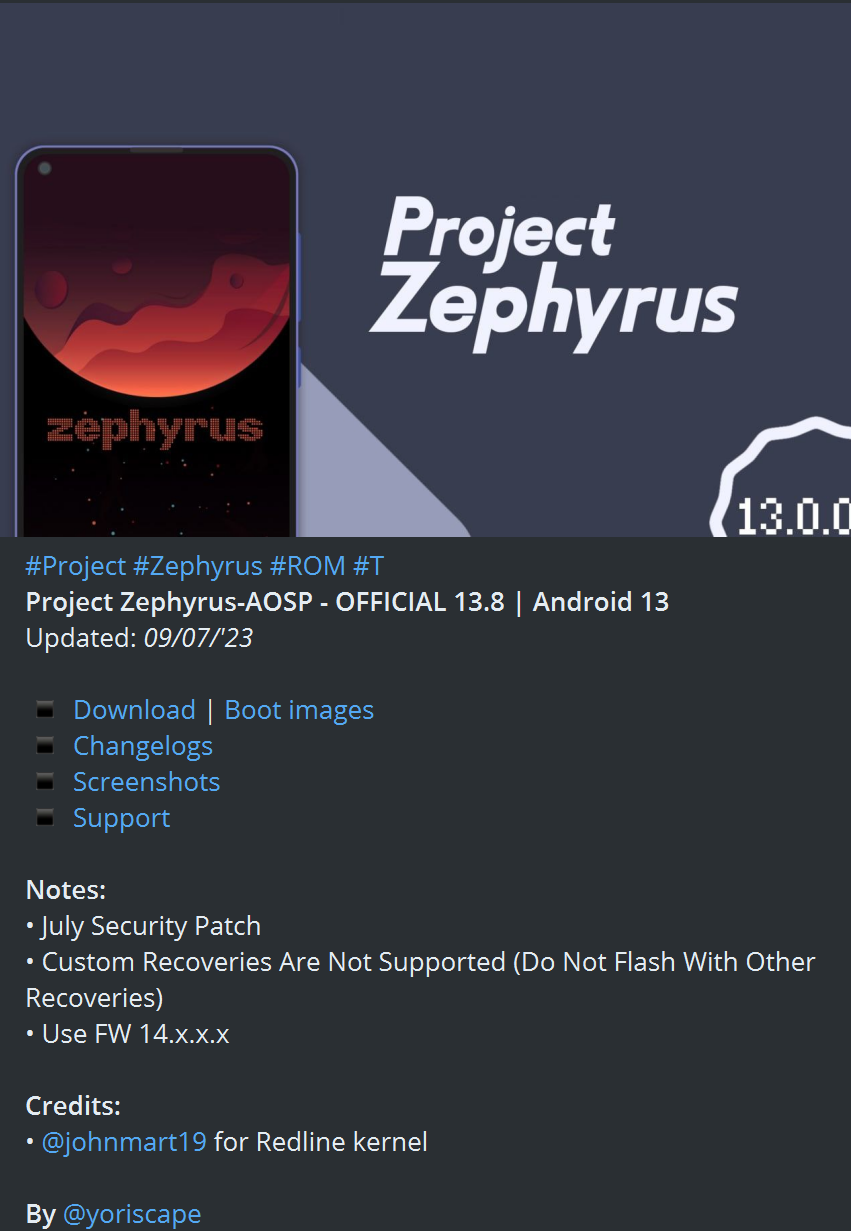 Project
Zephyrus
zephyrus
13.0.0
#Project #Zephyrus #ROM #T
Project Zephyrus-AOSP - OFFICIAL 13.8 | Android 13
Updated: 09/07/'23
Download | Boot images
Changelogs
Screenshots
Support
Notes:
• July Security Patch
• Custom Recoveries Are Not Supported (Do Not Flash With Other
Recoveries)
• Use FW 14.x.x.x
Credits:
• @johnmart19 for Redline kernel
By @yoriscape